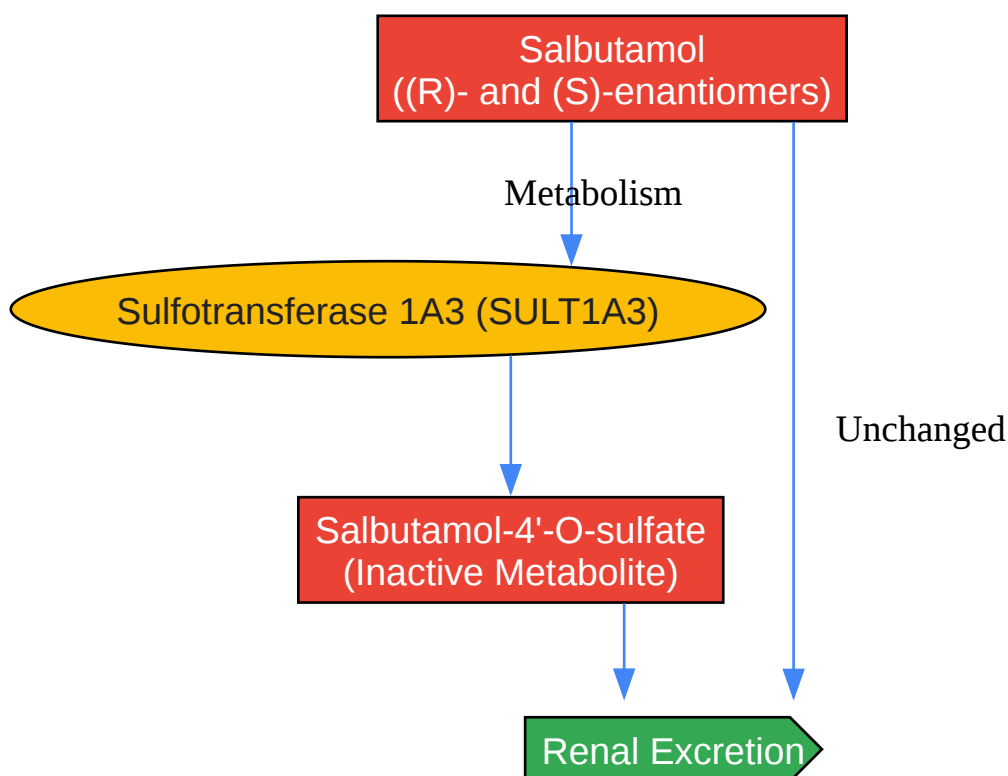 Salbutamol
((R)- and (S)-enantiomers)
Metabolism
Sulfotransferase 1A3 (SULT1A3)
Unchanged
Salbutamol-4'-O-sulfate
(Inactive Metabolite)
Renal Excretion